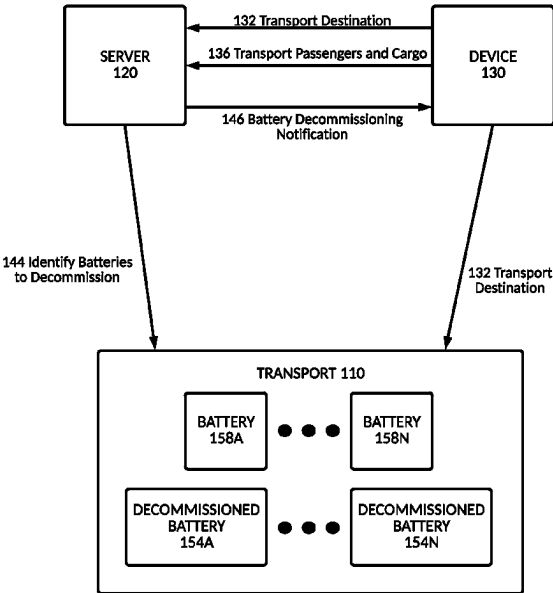 132 Transport Destination
SERVER
120
136 Transport Passengers and Cargo
DEVICE
130
146 Battery Decommissioning
Notification
144 Identify Batteries
to Decommission
132 Transport
Destination
TRANSPORT 110
BATTERY
158A
BATTERY
158N
DECOMMISSIONED
BATTERY
154A
DECOMMISSIONED
BATTERY
154N